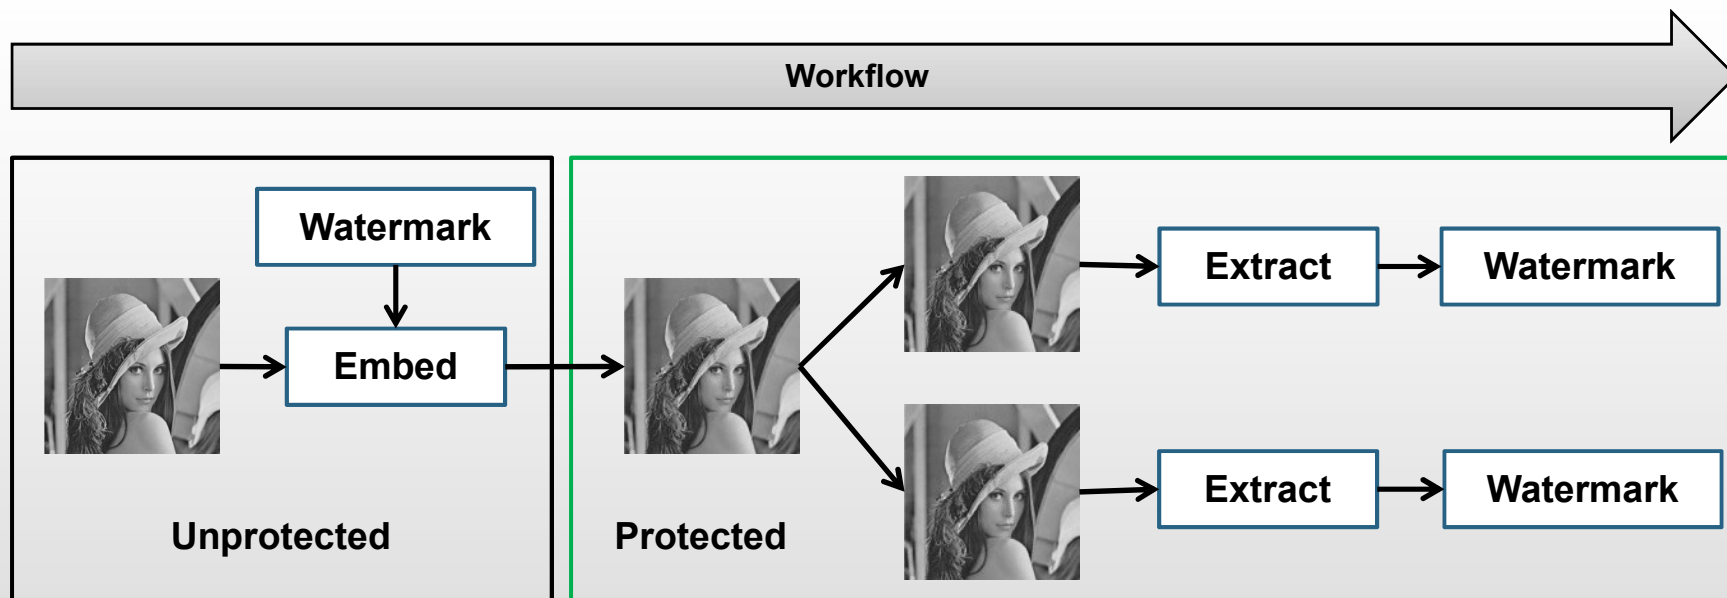 Workflow
Watermark
Embed
Unprotected
Protected
Extract
Watermark
Extract
Watermark